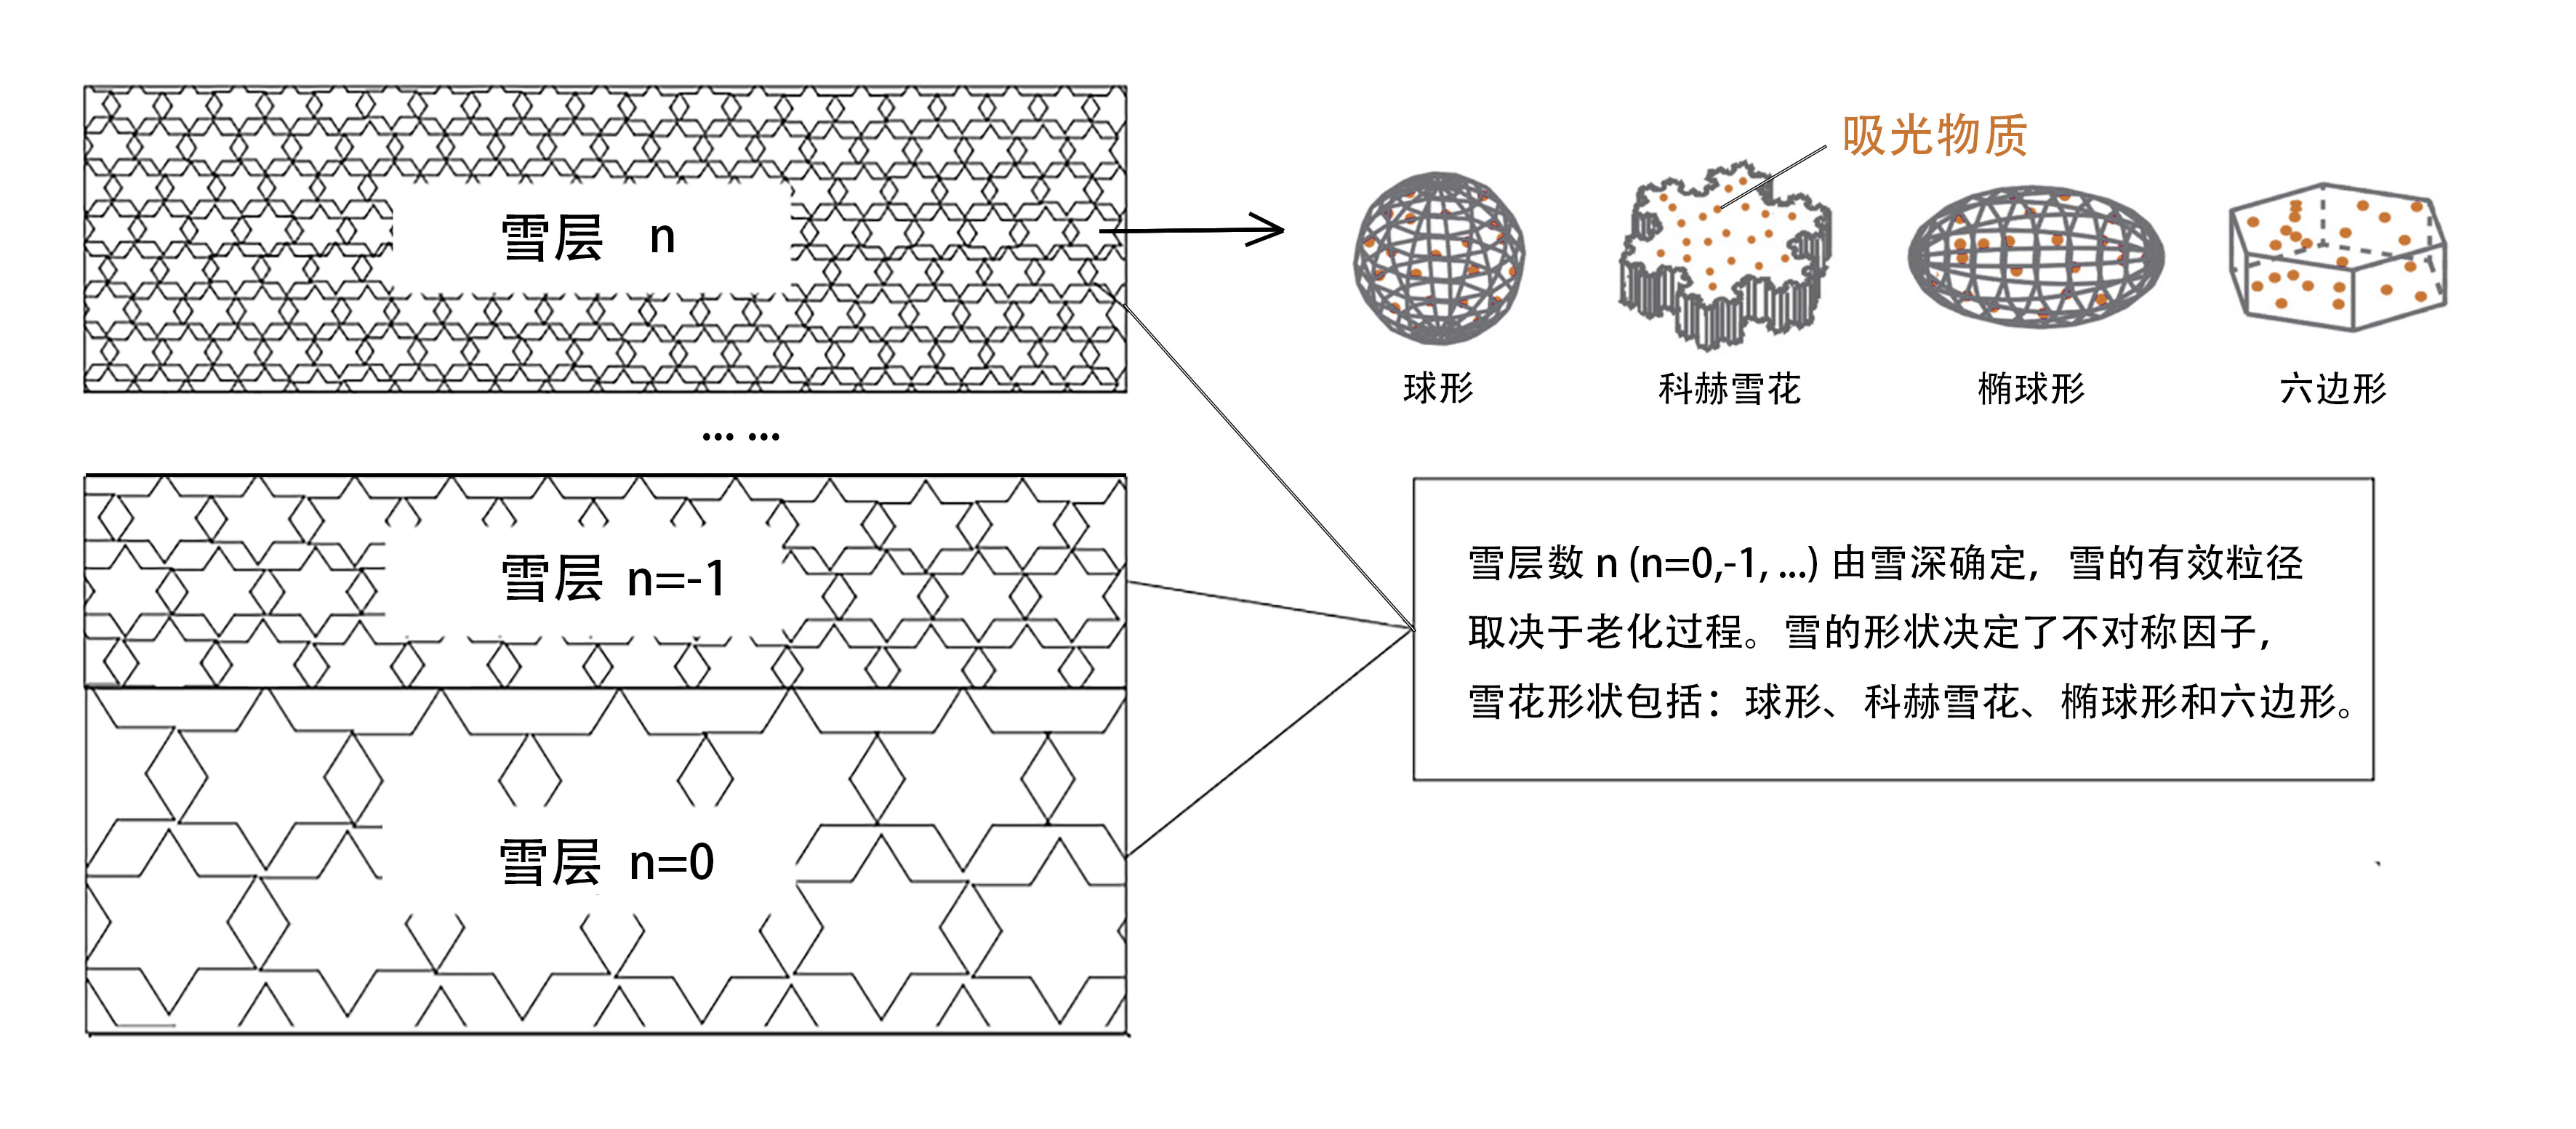 雪层 n
吸光物质
球形
科赫雪花
椭球形
六边形
... ...
雪层 n=-1
雪层 n=0
雪层数 n (n=0,-1, ...) 由雪深确定，雪的有效粒径
取决于老化过程。雪的形状决定了不对称因子，
雪花形状包括：球形、科赫雪花、椭球形和六边形。